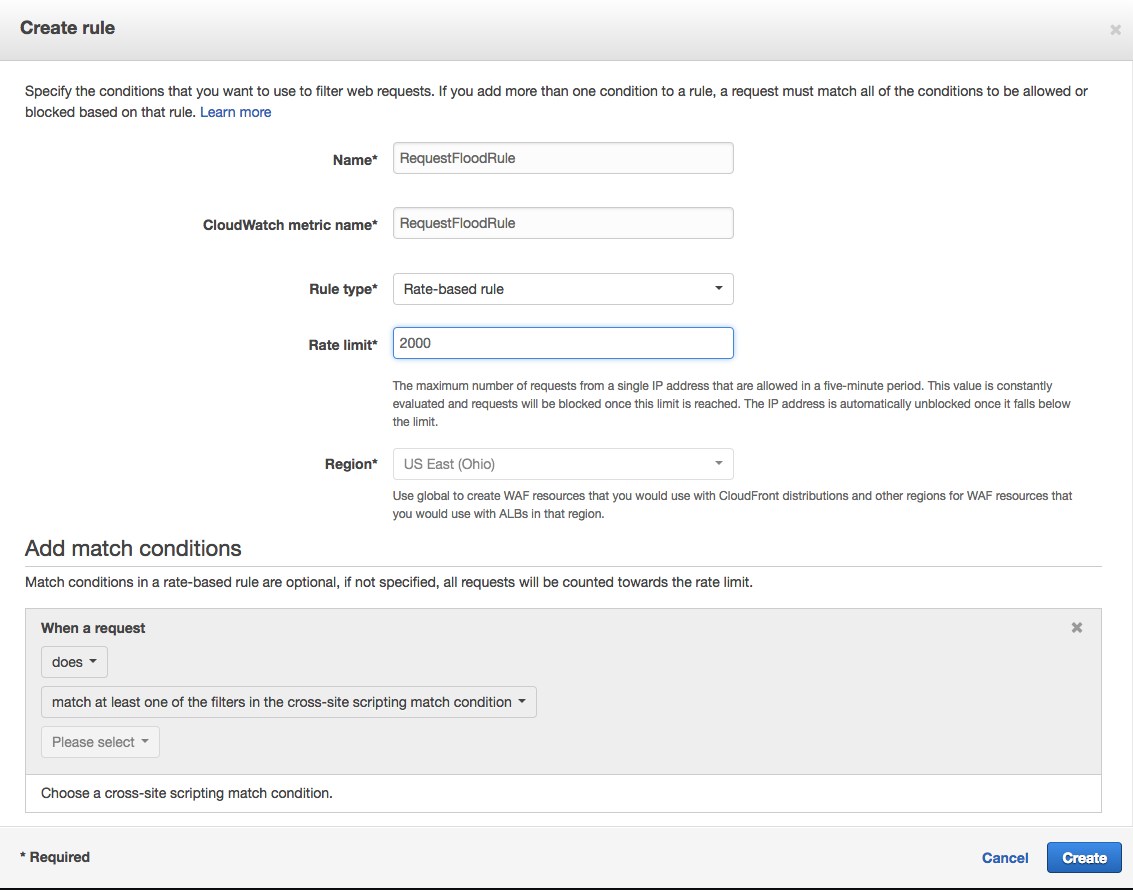 Create rule
Specify the conditions that you want to use to filter web requests. If you add more than one condition to a rule, a request must match all of the conditions to be allowed or
blocked based on that rule. Learn more
Name* RequestFloodRule
CloudWatch metric name* RequestFloodRule
Rule type* Rate-based rule
Rate limit* 2000
The maximum number of requests from a single IP address that are allowed in a five-minute period. This value is constantly
evaluated and requests will be blocked once this limit is reached. The IP address is automatically unblocked once it falls below
the limit.
Region* US East (Ohio)
Use global to create WAF resources that you would use with CloudFront distributions and other regions for WAF resources that
you would use with ALBs in that region.
Add match conditions
Match conditions in a rate-based rule are optional, if not specified, all requests will be counted towards the rate limit.
When a request
does
match at least one of the filters in the cross-site scripting match condition
Please select
Choose a cross-site scripting match condition.
* Required Cancel Create